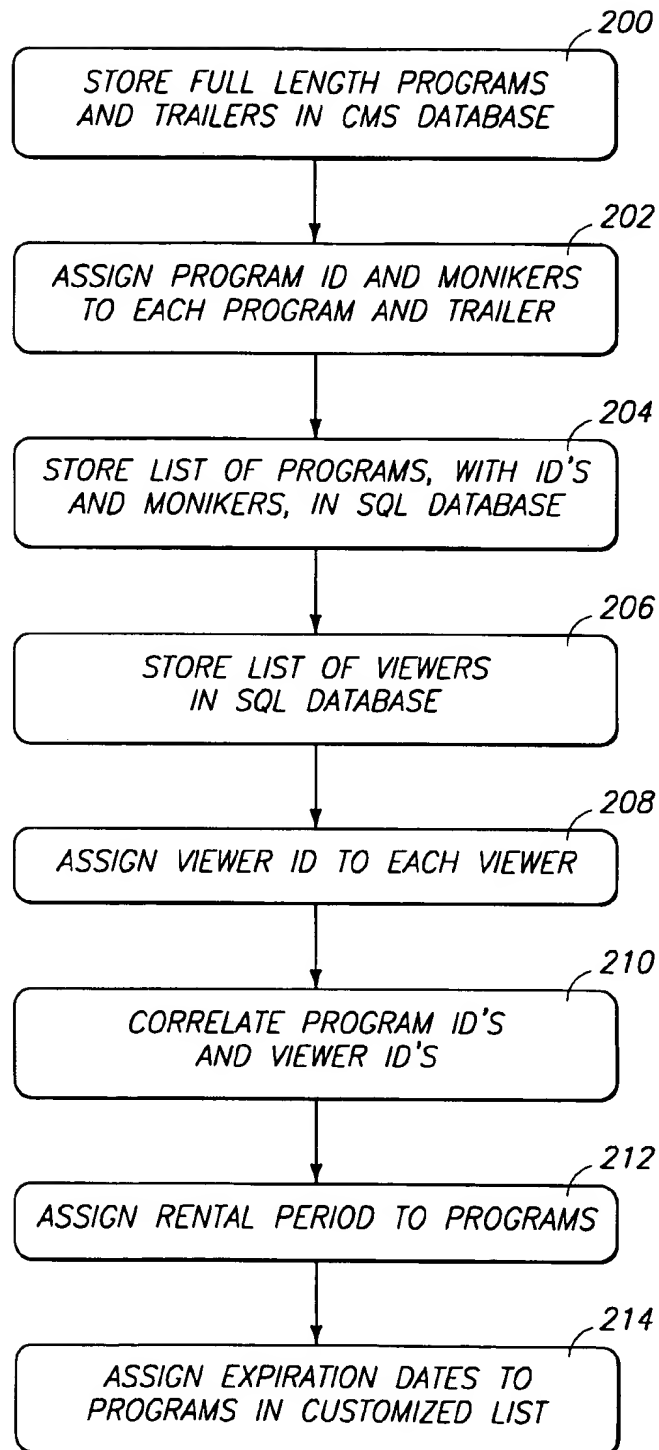 200
STORE FULL LENGTH PROGRAMS
AND TRAILERS IN CMS DATABASE
202
ASSIGN PROGRAM ID AND MONIKERS
TO EACH PROGRAM AND TRAILER
204
STORE LIST OF PROGRAMS, WITH ID'S
AND MONIKERS, IN SQL DATABASE
206
STORE LIST OF VIEWERS
IN SQL DATABASE
208
ASSIGN VIEWER ID TO EACH VIEWER
210
CORRELATE PROGRAM ID'S
AND VIEWER ID'S
212
ASSIGN RENTAL PERIOD TO PROGRAMS
214
ASSIGN EXPIRATION DATES TO
PROGRAMS IN CUSTOMIZED LIST